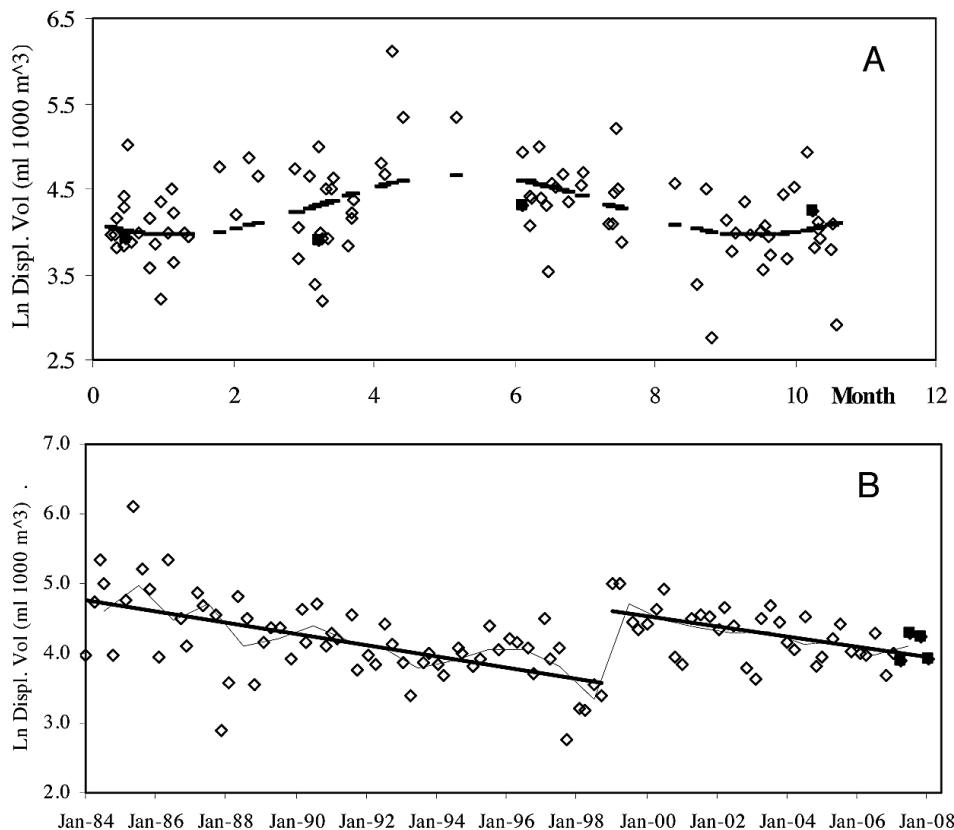 6.5
A
5.5
4.5
3.5
2.5
Ln Displ. Vol (ml 1000 m^3)
0 2 4 6 8 10 Month 12
7.0
B
6.0
5.0
4.0
3.0
2.0
Ln Displ. Vol (ml 1000 m^3) .
Jan-84 Jan-86 Jan-88 Jan-90 Jan-92 Jan-94 Jan-96 Jan-98 Jan-00 Jan-02 Jan-04 Jan-06 Jan-08